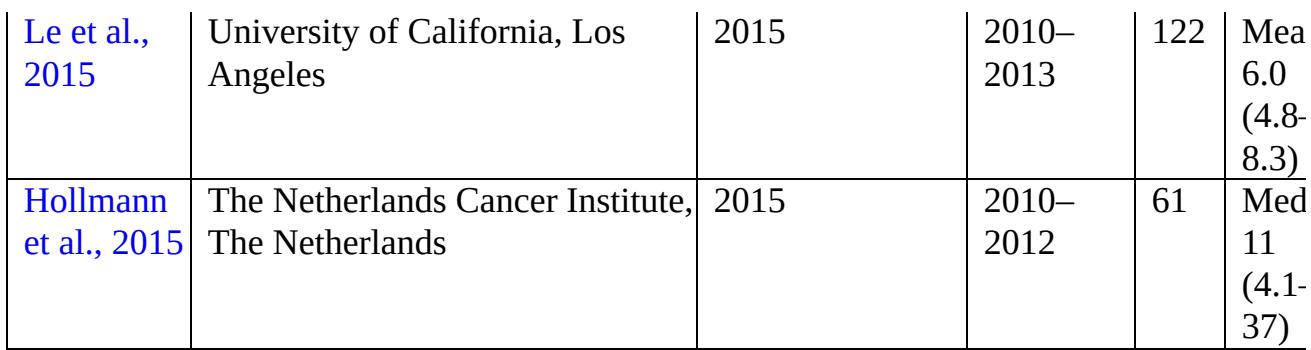 Le et al., 2015
University of California, Los Angeles
2015
2010–2013
122
Mea
6.0
(4.8–
8.3)
Hollmann et al., 2015
The Netherlands Cancer Institute, The Netherlands
2015
2010–2012
61
Med
11
(4.1–
37)